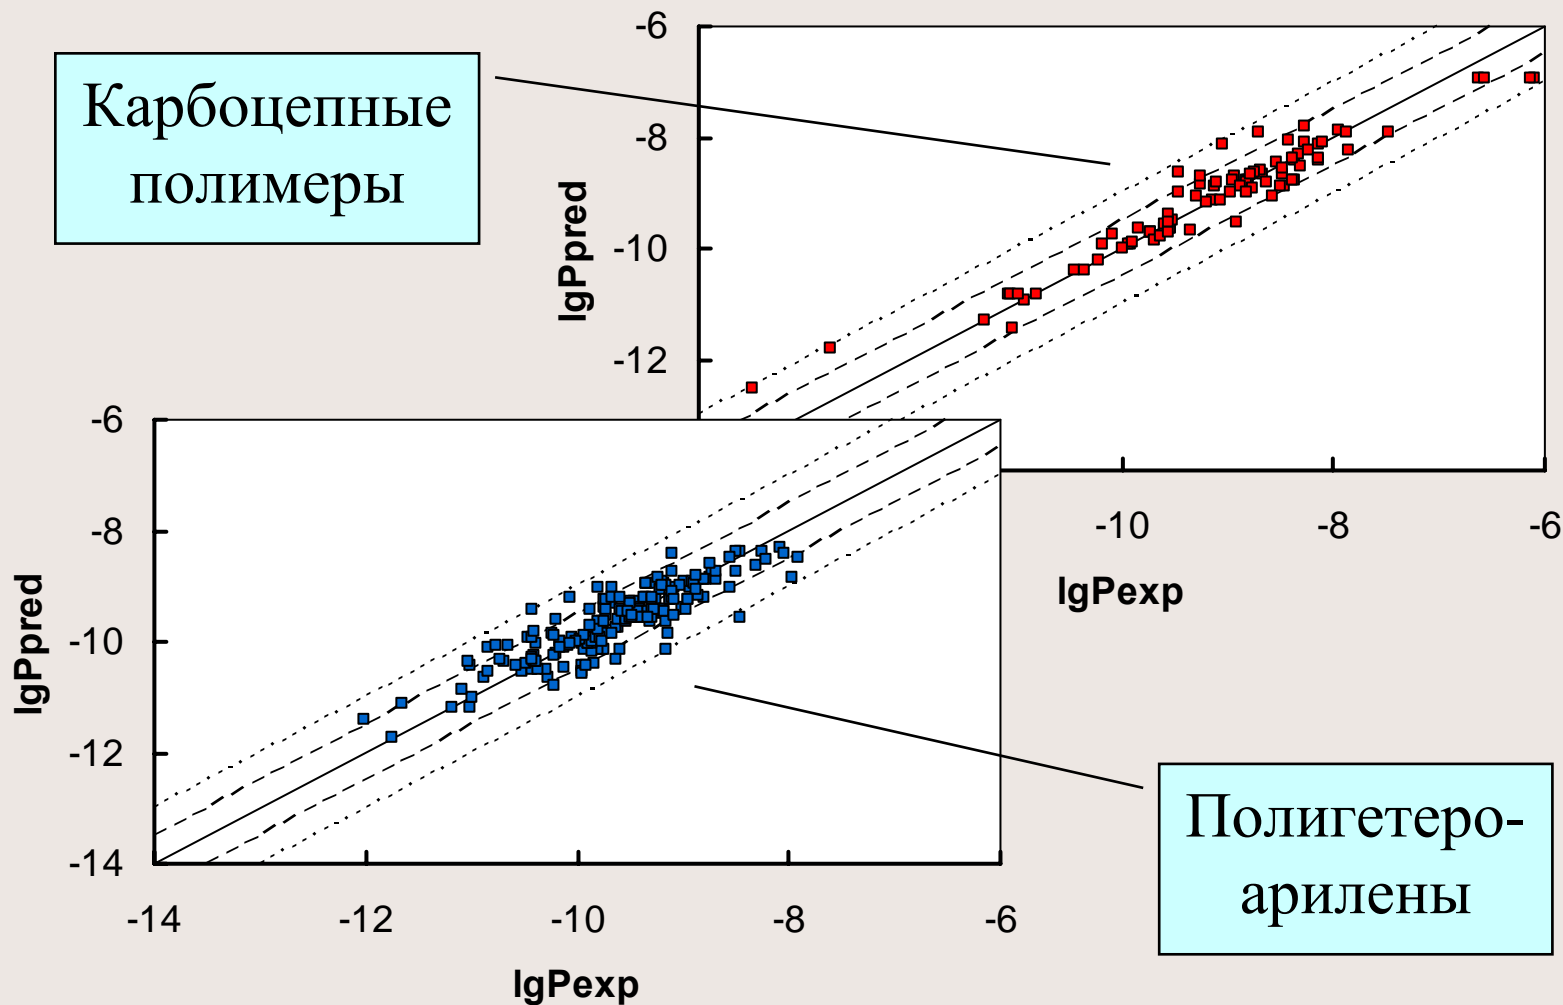 Карбоцепные
полимеры
-6
-8
-10
-12
lgPpred
-10
-8
-6
lgPexp
-6
-8
-10
-12
-14
lgPpred
-14
-12
-10
-8
-6
lgPexp
Полигетеро-
арилены